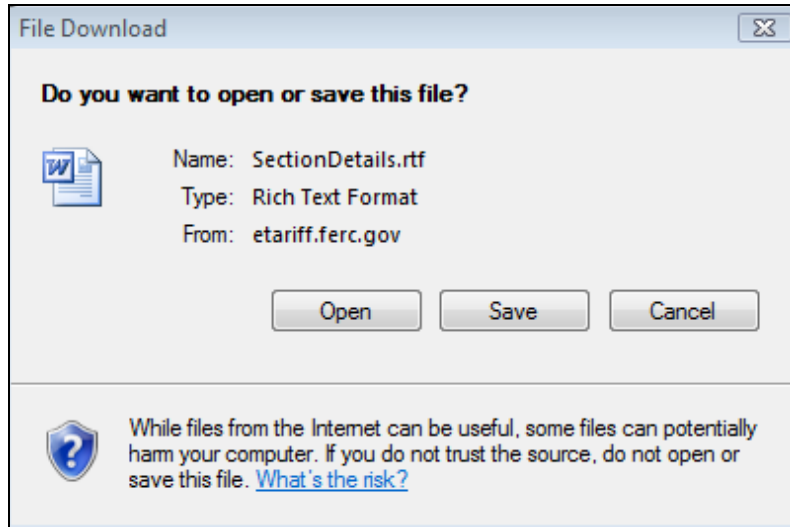 File Download
Do you want to open or save this file?
Name: SectionDetails.rtf
Type: Rich Text Format
From: etariff.ferc.gov
Open Save Cancel
While files from the Internet can be useful, some files can potentially
harm your computer. If you do not trust the source, do not open or
save this file. What's the risk?